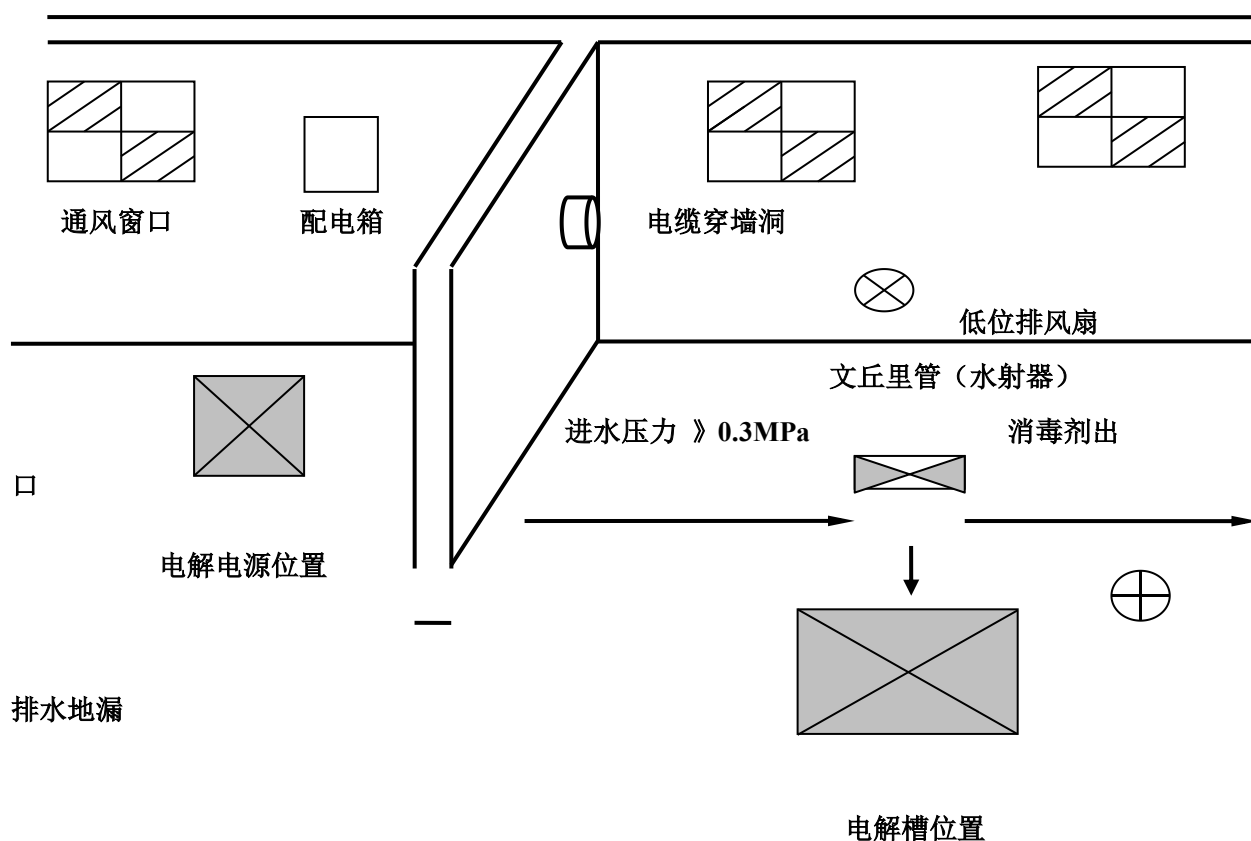 通风窗口
配电箱
电缆穿墙洞
低位排风扇
文丘里管（水射器）
进水压力 》0.3MPa
消毒剂出
口
电解电源位置
排水地漏
电解槽位置